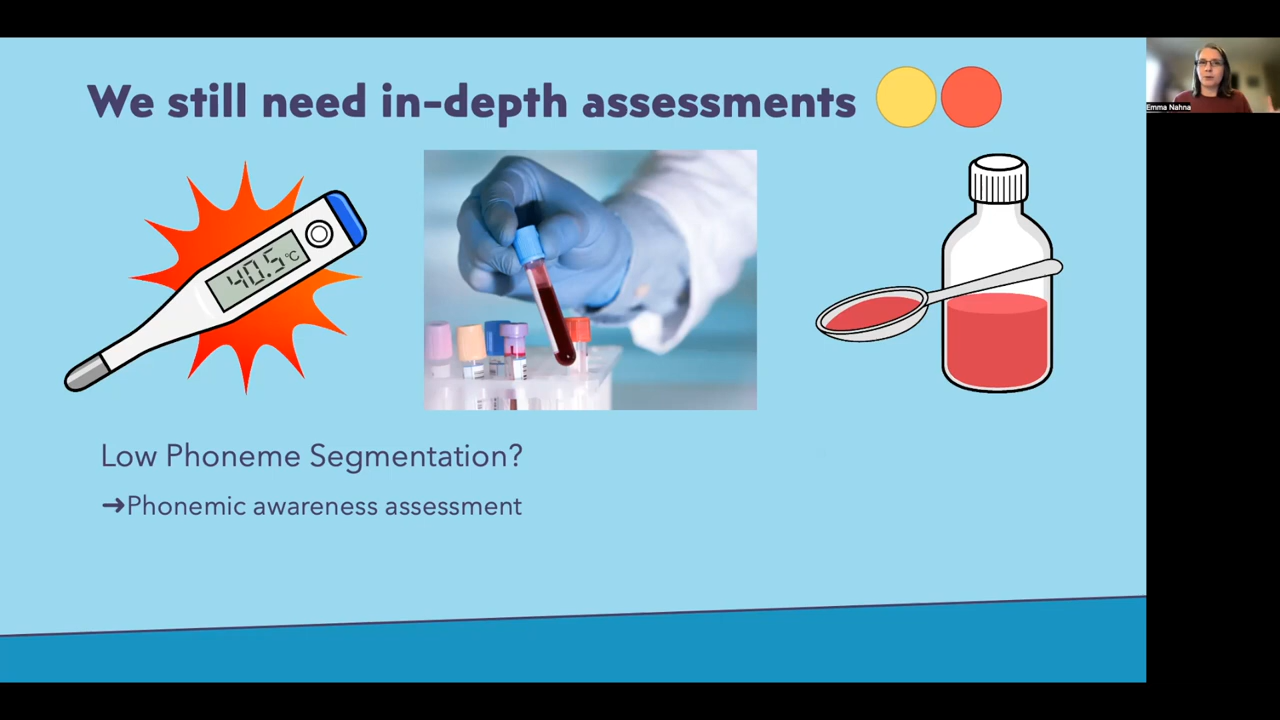 We still need in-depth assessments
Emma Nahna
40.5°C
Low Phoneme Segmentation?
➔Phonemic awareness assessment